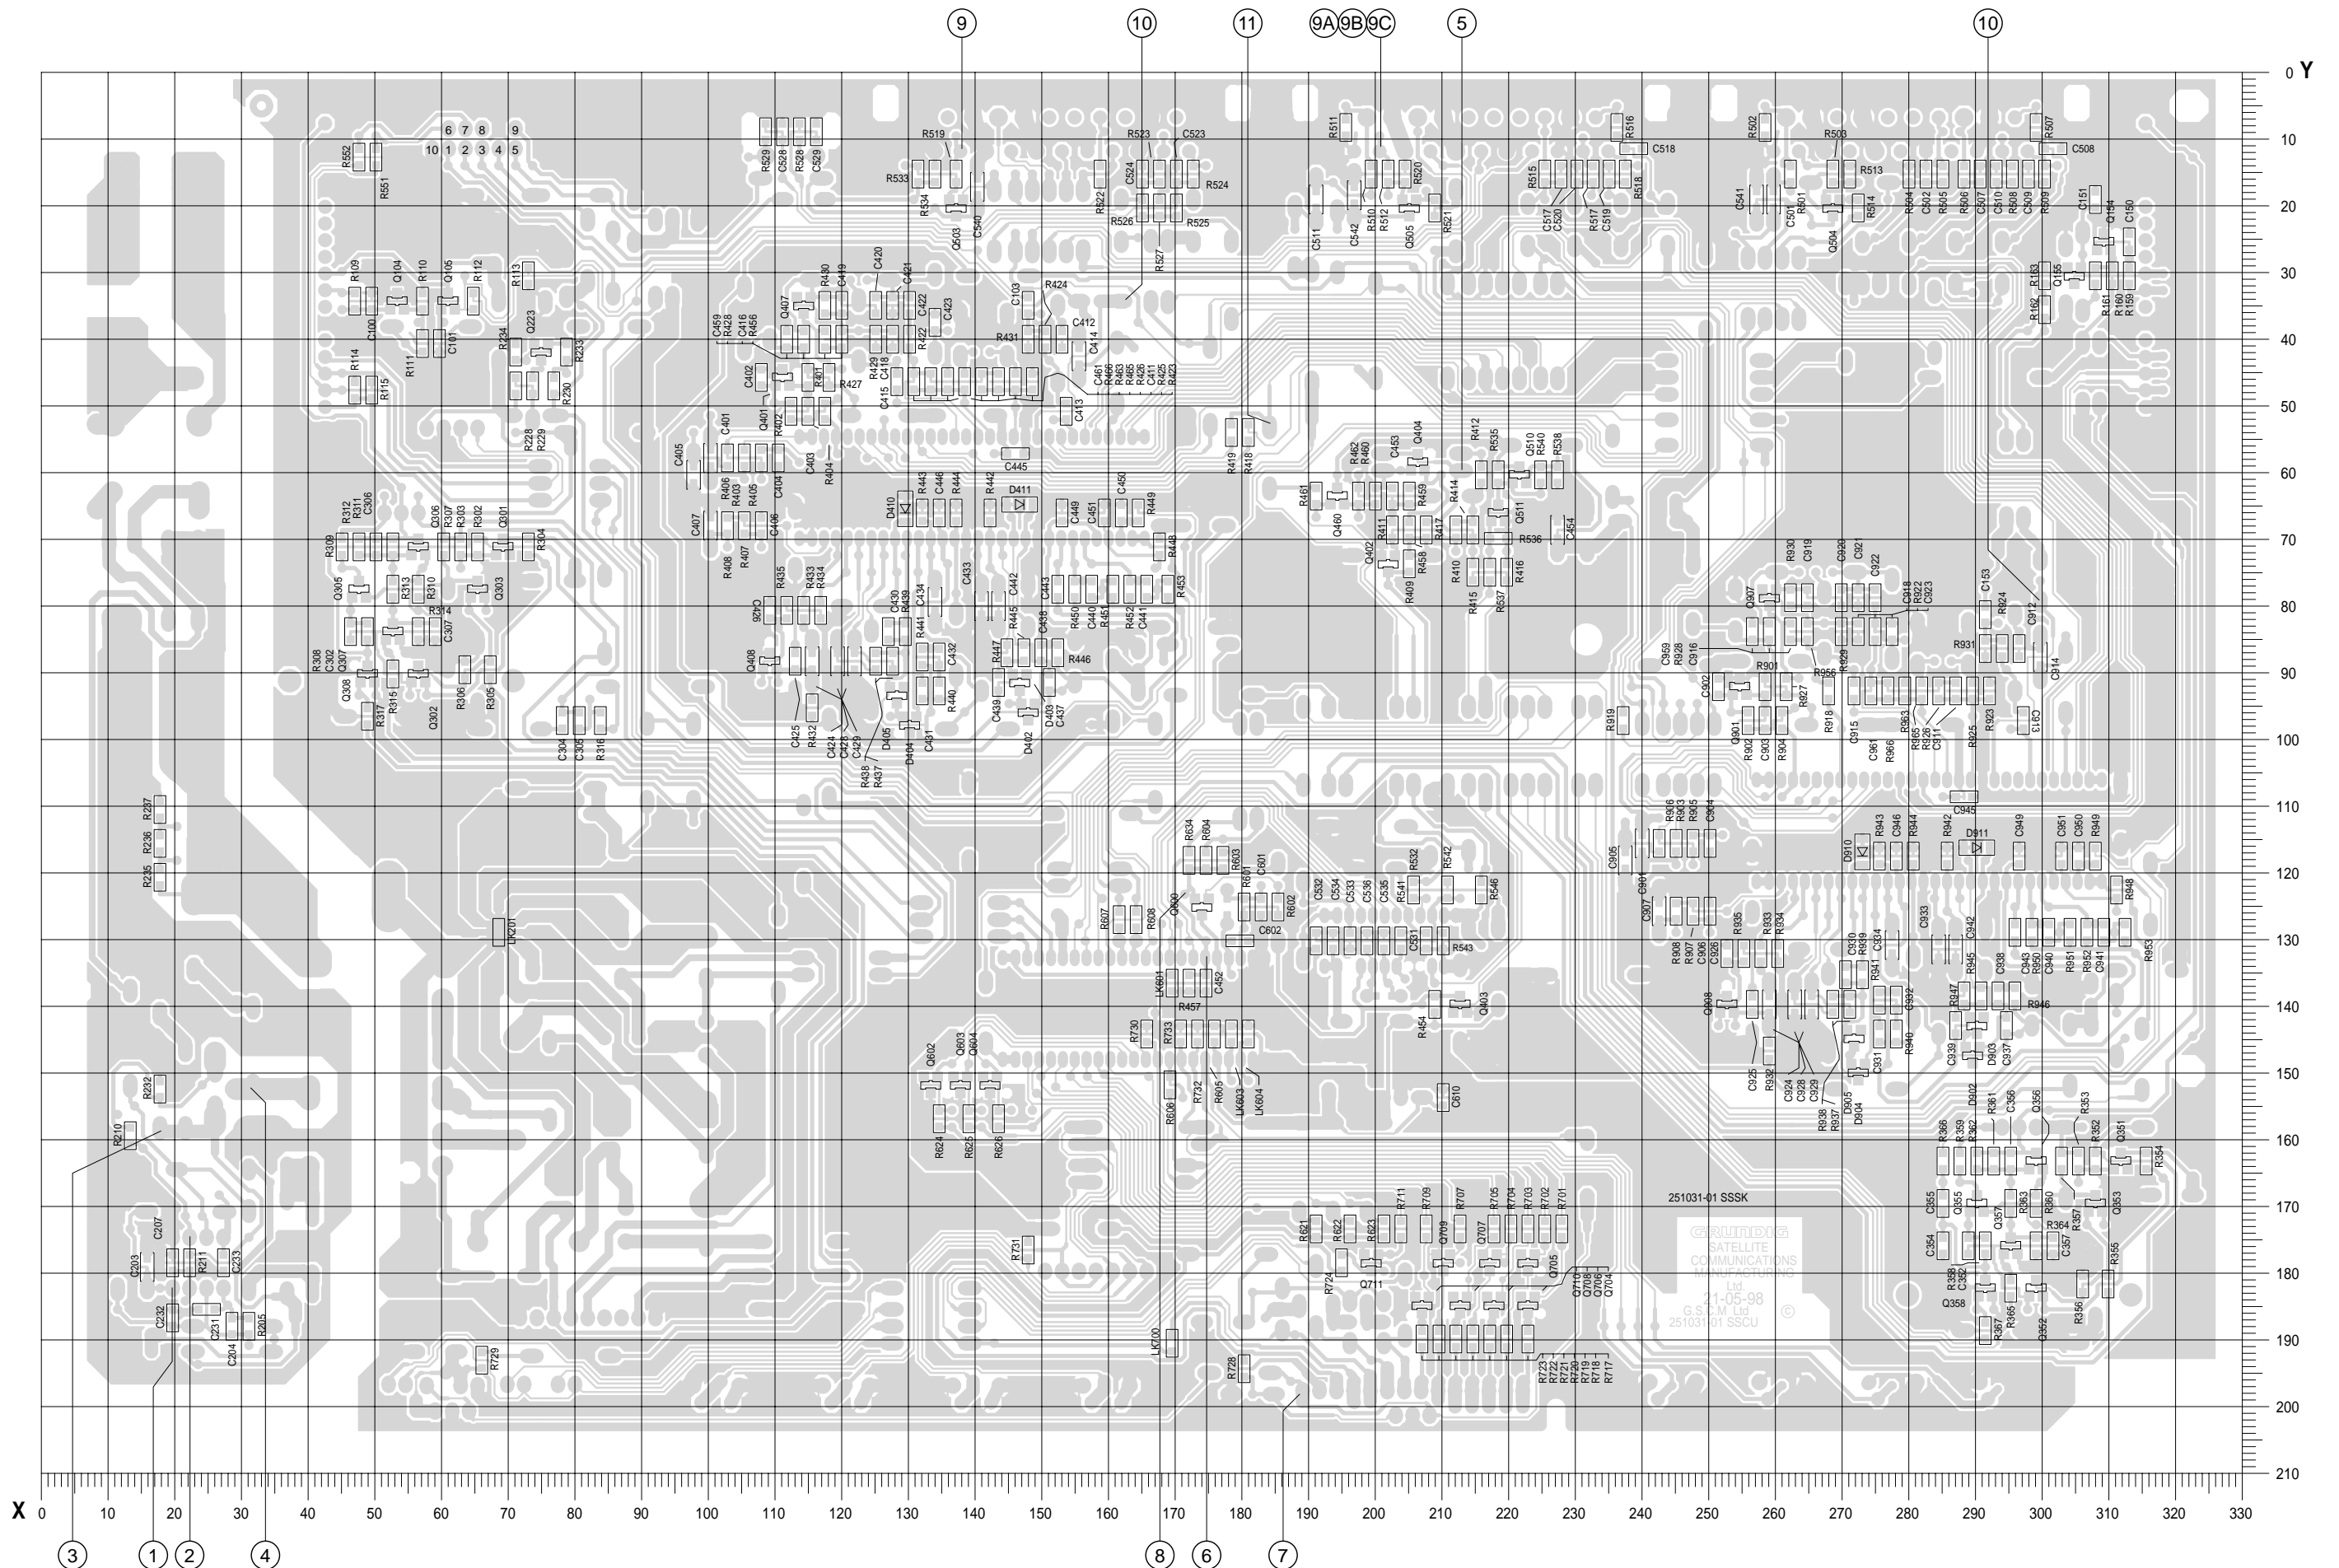 9 10 11 9A 9B 9C 5 10
0 Y
R511 R516 R502 R507
6 7 8 9
R519 R523 C523 R503
10 1 2 3 4 5
10
R552 R551 R529 C528 R528 C529 C518 C508
R533 R534 R522 C524 R524 R520 R515 R518 C541 C501 R501 R513 R514 R504 C502 R505 R506 C507 C510 R508 C509 R509 C151 Q154 C150
R526 R525 C511 C542 R510 R512 Q505 R521 C517 C520 R517 C519
20
Q503 C540 R527 Q504
R109 Q104 R110 Q105 R112 R113 R430 C419 C420 C421 R163 Q155
30
C100 Q407 C422 C423 C103 R424 R162 R161 R160 R159
R111 C101 R234 Q223 R233 C459 R428 C416 R456 R422 R431 C412 C414
40
R114 R115 C402 R401 R427 R429 C418 C415 C461 R466 R463 R465 R426 C411 R425 R423
R230 C413
50
R228 R229 C401 Q401 R402 C403 R404 C405 C445 R419 R418 R462 R460 C453 Q404 R412 R535 Q510 R540 R538
60
R406 R403 R405 C404 D410 R443 C446 R444 R442 D411 C449 C451 C450 R449 R461 Q460 R459 R414 Q511 C454
R312 R311 C306 Q306 R307 R303 R302 Q301 R304 C407 C406 R411 R417 R536
R309 R408 R407 R448 Q402 R458
70
Q305 R313 R310 Q303 R435 R433 R434 C434 C433 C442 C443 R453 R409 R410 R415 R537 R416 R930 C919 C920 C921 C922 C153
R314 C426 C430 R439 R445 C438 R450 C440 R451 R452 C441 Q907 C918 R922 C923 R924 C912
80
R308 C302 Q307 C307 Q408 R441 C432 R447 R446 C959 R928 C916 R901 R956 R929 R931 C914
90
Q308 R315 Q302 R306 R305 R317 R440 C439 D403 C437 C902 R927
C304 C305 R316 C425 R432 C424 C428 C429 D405 D404 C431 D402 R919 Q901 R902 C903 R904 R918 C915 C961 R966 R963 R965 R926 C911 R925 R923 C913
100
R438 R437
R237 C945
110
R236 R634 R604 R603 R906 R903 R905 C904 R943 C946 R944 R942 D911 C949 C951 C950 R949
R235 R601 C601 R532 R542 C905 C901 D910
120
Q600 R602 C532 C534 C533 C536 C535 R541 R546 C907 R948
LK201 R607 R608 C602 C531 R543 R908 R907 C906 C926 R935 R933 R934 C930 R939 C934 C933 C942
130
LK601 R457 C452 R941 R945 C938 C943 R950 C940 R951 R952 C941 R953
R454 Q403 Q908 C932 R947 R946
140
R730 R733 Q602 Q603 Q604 C925 R932 C931 R940 C939 D903 C937
R232 R606 R732 R605 LK603 LK604 C610 C924 C928 C929 D905 D904 D902
150
R210 R624 R625 R626 R938 R937 R366 R359 R362 R361 C356 Q356 R353 R352 Q351
160
R354
251031-01 SSSK
R711 R709 R707 R705 R704 R703 R702 R701 C355 Q355 Q357 R363 R360 R357 Q353
170
C207 C203 R211 C233 R731 R621 R622 R623 Q709 Q707 C354 R364 C357 R355
GRUNDIG
SATELLITE
COMMUNICATIONS
MANUFACTURING
Ltd
21-05-98
G.S.C.M Ltd ©
251031-01 SSCU
R724 Q711 Q705 Q710 Q708 Q706 Q704 R358 C352
180
C232 C231 C204 R205 Q358 R365 Q352 R356
190
R729 LK700 R728 R723 R722 R721 R720 R719 R718 R717 R367
200
210
X 0 10 20 30 40 50 60 70 80 90 100 110 120 130 140 150 160 170 180 190 200 210 220 230 240 250 260 270 280 290 300 310 320 330
3 1 2 4 8 6 7